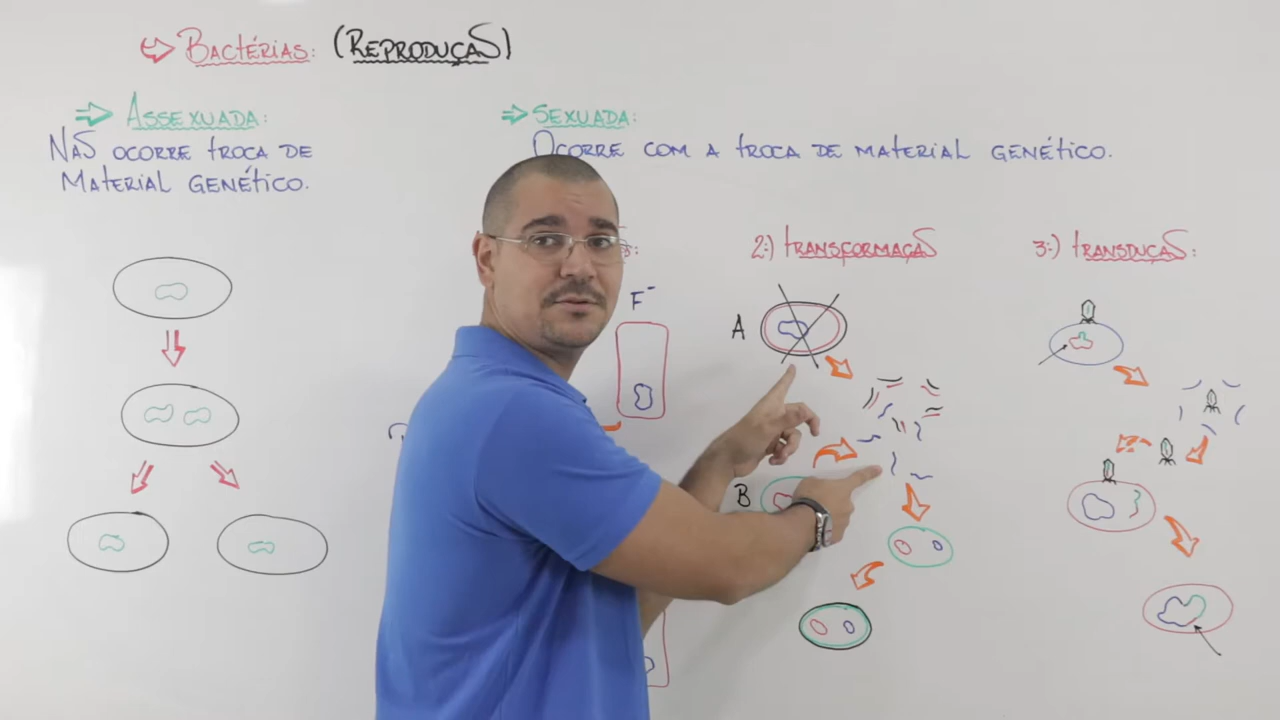 ⇨ BACTÉRIAS: (REPRODUÇÃO)
⇨ ASSEXUADA:
NÃO OCORRE TROCA DE
MATERIAL GENÉTICO.
⇨ SEXUADA:
OCORRE COM A TROCA DE MATERIAL GENÉTICO.
F⁻
2:) TRANSFORMAÇÃO
A
B
3:) TRANSDUÇÃO: